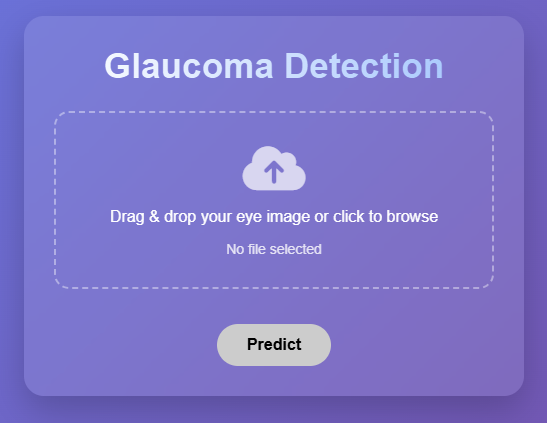 Glaucoma Detection
Drag & drop your eye image or click to browse
No file selected
Predict